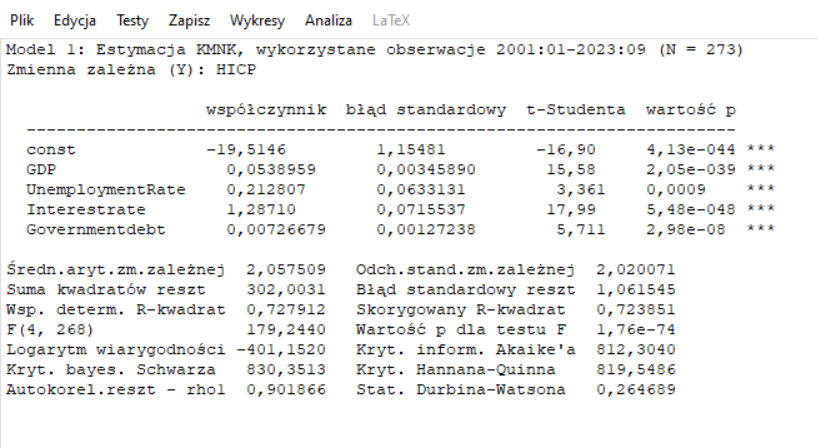 Plik Edycja Testy Zapisz Wykresy Analiza LaTeX
Model 1: Estymacja KMNK, wykorzystane obserwacje 2001:01-2023:09 (N = 273)
Zmienna zależna (Y): HICP
współczynnik błąd standardowy t-Studenta wartość p
---------------------------------------------------------------------
const -19,5146 1,15481 -16,90 4,13e-044 ***
GDP 0,0538959 0,00345890 15,58 2,05e-039 ***
UnemploymentRate 0,212807 0,0633131 3,361 0,0009 ***
Interestrate 1,28710 0,0715537 17,99 5,48e-048 ***
Governmentdebt 0,00726679 0,00127238 5,711 2,98e-08 ***
Średn.aryt.zm.zależnej 2,057509 Odch.stand.zm.zależnej 2,020071
Suma kwadratów reszt 302,0031 Błąd standardowy reszt 1,061545
Wsp. determ. R-kwadrat 0,727912 Skorygowany R-kwadrat 0,723851
F(4, 268) 179,2440 Wartość p dla testu F 1,76e-74
Logarytm wiarygodności -401,1520 Kryt. inform. Akaike'a 812,3040
Kryt. bayes. Schwarza 830,3513 Kryt. Hannana-Quinna 819,5486
Autokorel.reszt - rho1 0,901866 Stat. Durbina-Watsona 0,264689